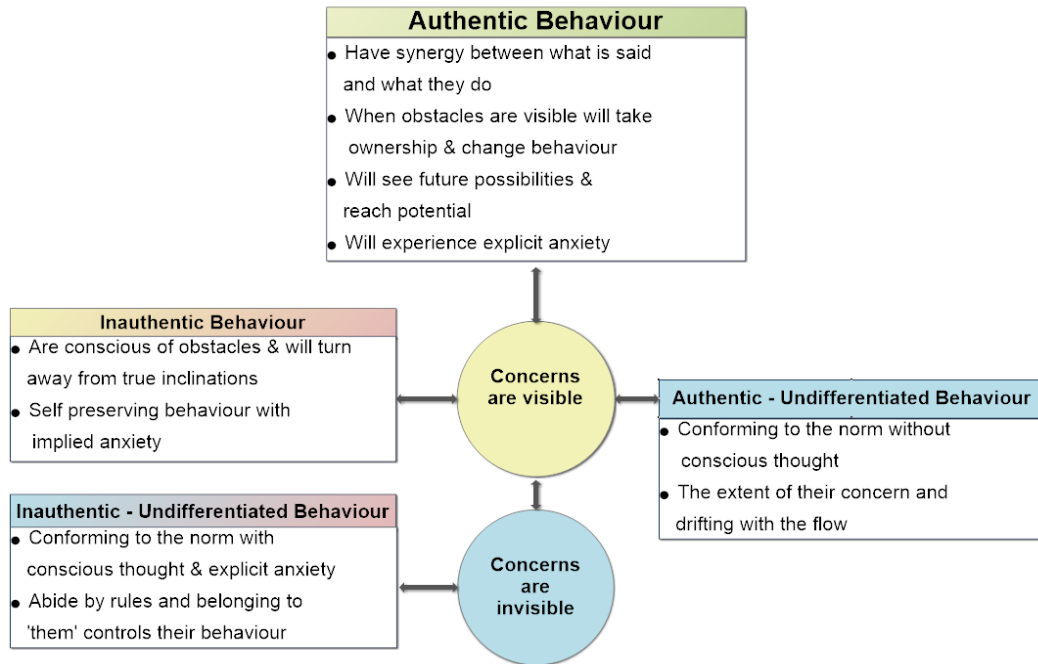 Authentic Behaviour
● Have synergy between what is said
and what they do
● When obstacles are visible will take
ownership & change behaviour
● Will see future possibilities &
reach potential
● Will experience explicit anxiety
Inauthentic Behaviour
● Are conscious of obstacles & will turn
away from true inclinations
● Self preserving behaviour with
implied anxiety
Concerns
are visible
Authentic - Undifferentiated Behaviour
● Conforming to the norm without
conscious thought
● The extent of their concern and
drifting with the flow
Inauthentic - Undifferentiated Behaviour
● Conforming to the norm with
conscious thought & explicit anxiety
● Abide by rules and belonging to
'them' controls their behaviour
Concerns
are
invisible